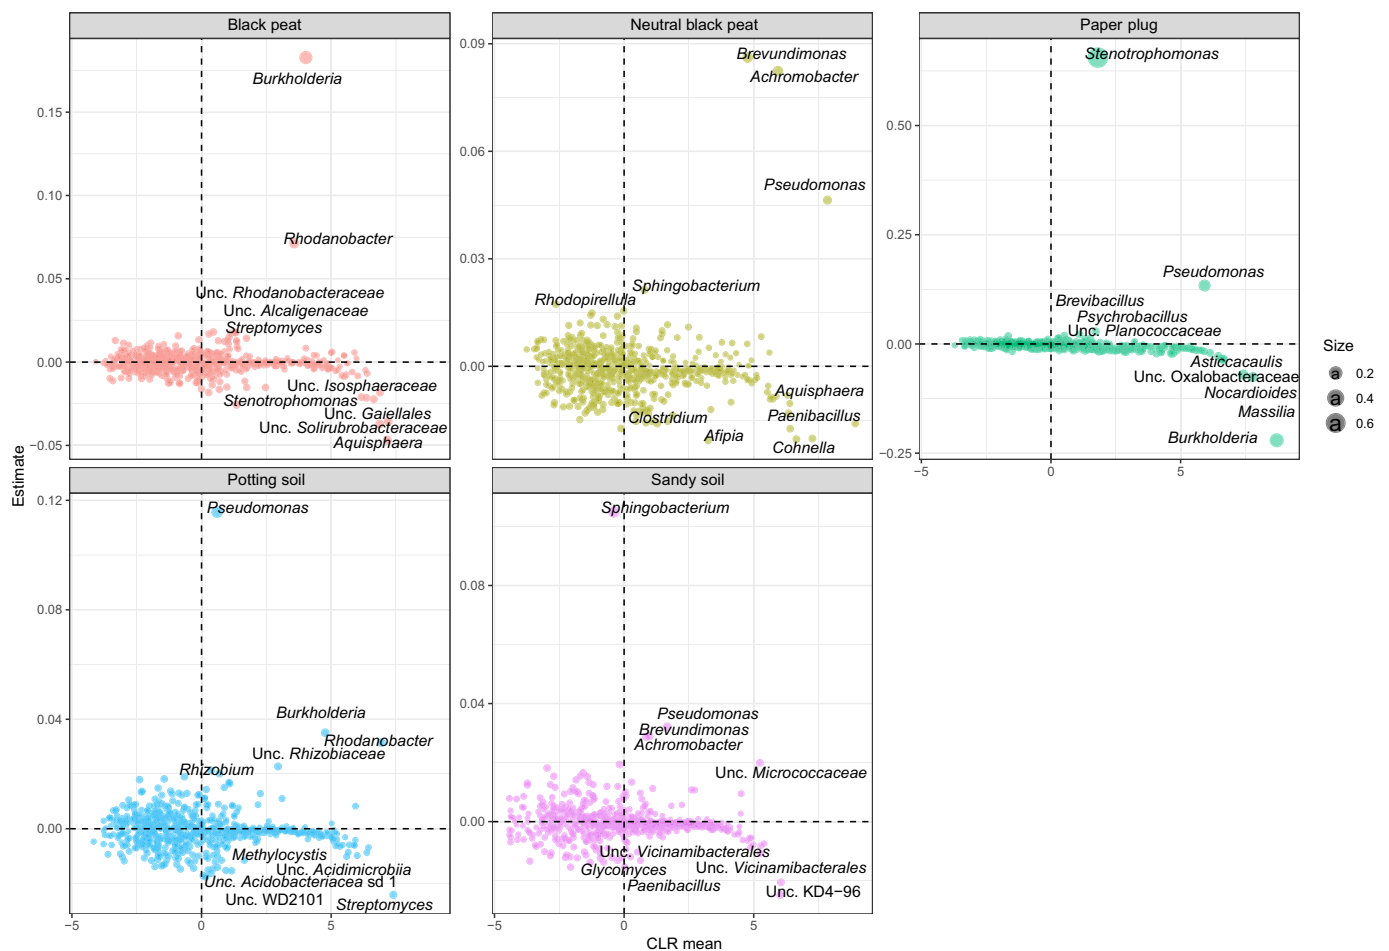 Black peat
Neutral black peat
Paper plug
0.15
0.10
0.05
0.00
−0.05
Burkholderia
Rhodanobacter
Unc. Rhodanobacteraceae
Unc. Alcaligenaceae
Streptomyces
Unc. Isosphaeraceae
Stenotrophomonas
Unc. Gaiellales
Unc. Solirubrobacteraceae
Aquisphaera
0.09
0.06
0.03
0.00
Brevundimonas
Achromobacter
Pseudomonas
Sphingobacterium
Rhodopirellula
Aquisphaera
Clostridium
Paenibacillus
Afipia
Cohnella
0.50
0.25
0.00
−0.25
Stenotrophomonas
Pseudomonas
Brevibacillus
Psychrobacillus
Unc. Planococcaceae
Asticcacaulis
Unc. Oxalobacteraceae
Nocardioides
Massilia
Burkholderia
−5
0
5
Size
a 0.2
a 0.4
a 0.6
Estimate
Potting soil
Sandy soil
0.12
0.08
0.04
0.00
Pseudomonas
Burkholderia
Rhodanobacter
Unc. Rhizobiaceae
Rhizobium
Methylocystis
Unc. Acidimicrobiia
Unc. Acidobacteriacea sd 1
Unc. WD2101
Streptomyces
−5
0
5
0.08
0.04
0.00
Sphingobacterium
Pseudomonas
Brevundimonas
Achromobacter
Unc. Micrococcaceae
Unc. Vicinamibacterales
Glycomyces
Unc. Vicinamibacterales
Paenibacillus
Unc. KD4−96
−5
0
5
CLR mean